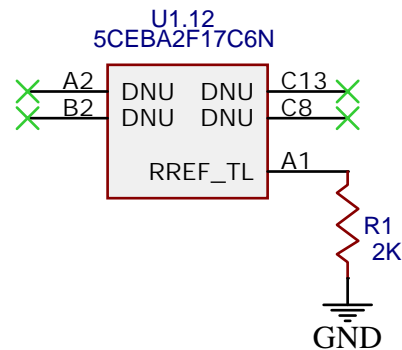 U1.12
5CEBA2F17C6N
A2 DNU DNU C13
B2 DNU DNU C8
RREF_TL A1
R1
2K
GND